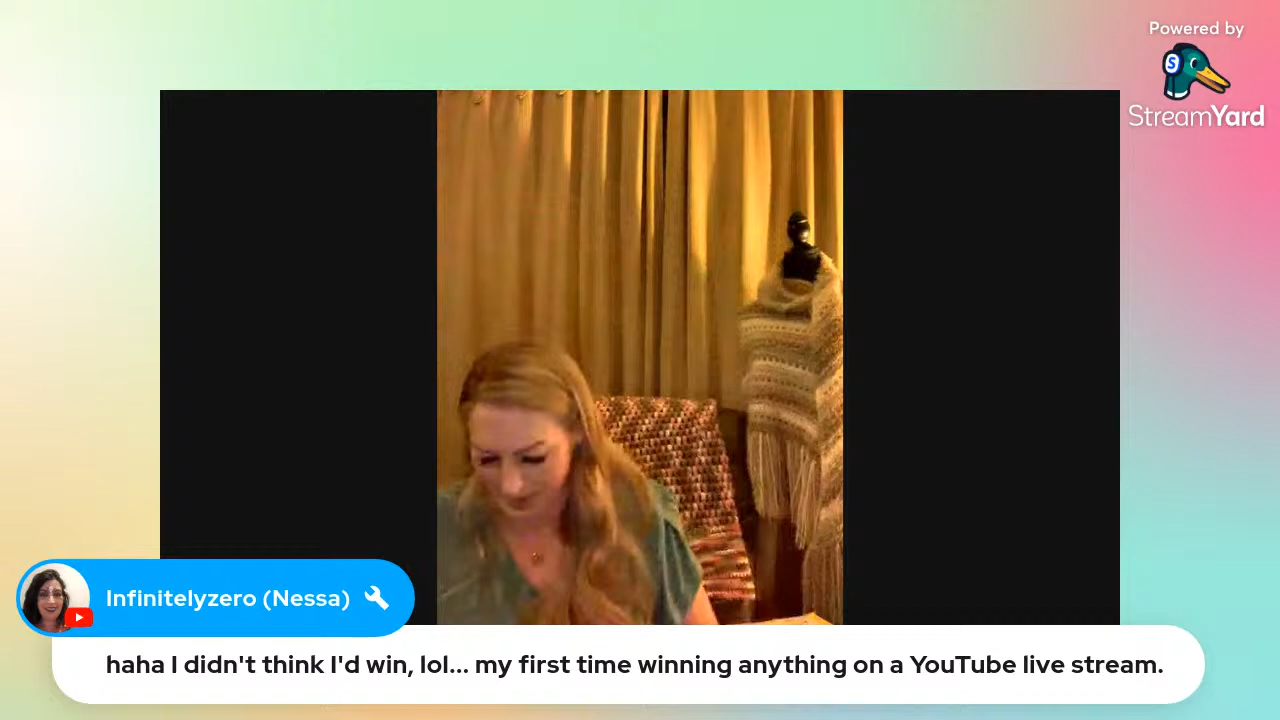 Powered by
StreamYard
Infinitelyzero (Nessa)
haha I didn't think I'd win, lol... my first time winning anything on a YouTube live stream.